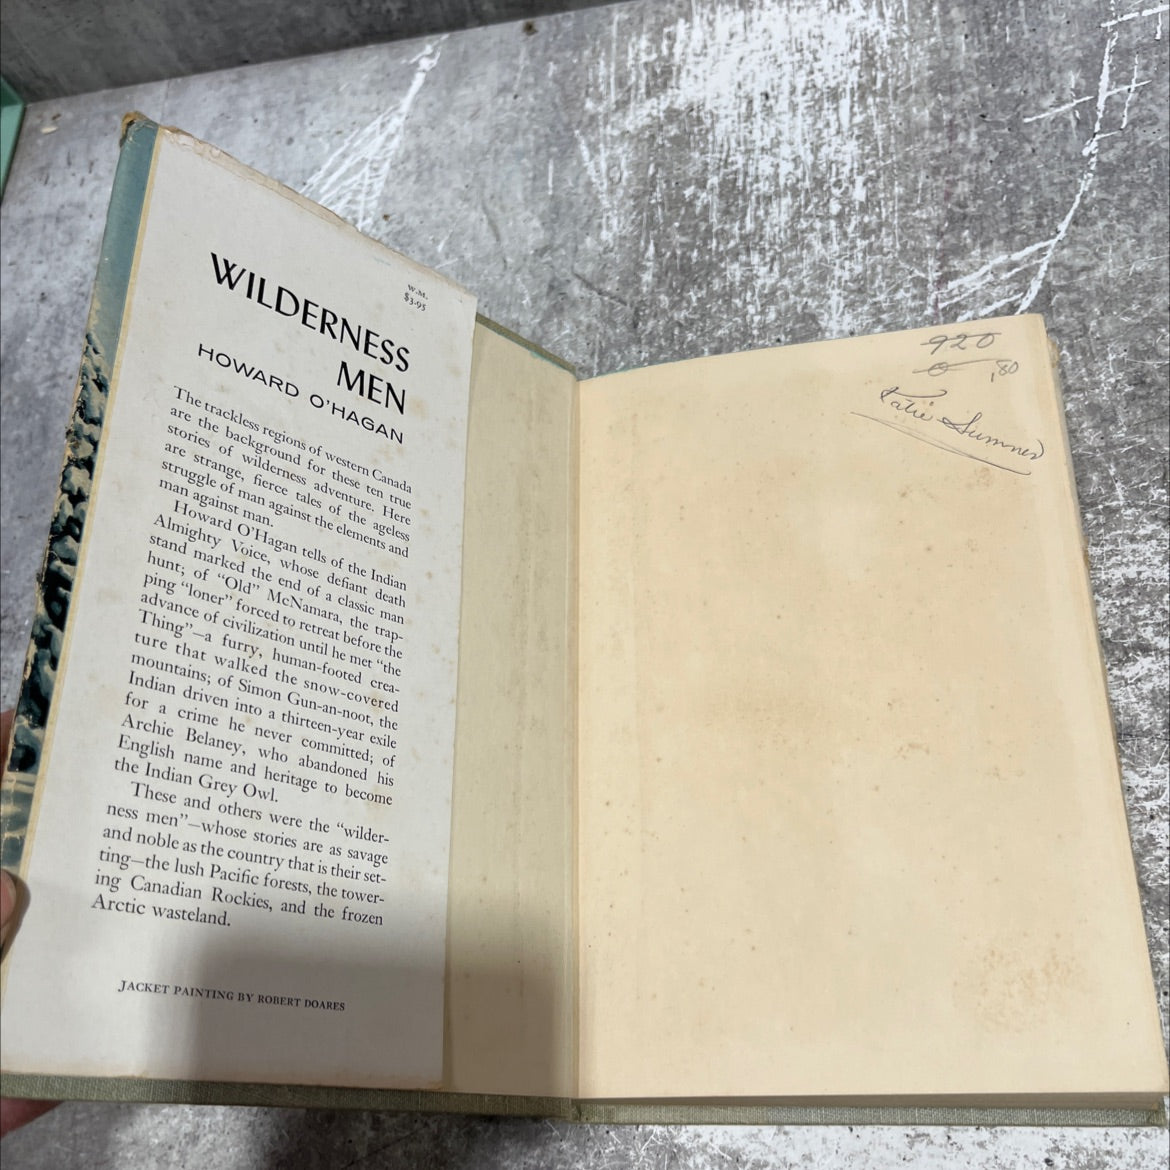 W.M.
$3.95
WILDERNESS
MEN
HOWARD O'HAGAN
The trackless regions of western Canada
are the background for these ten true
stories of wilderness adventure. Here
are strange, fierce tales of the ageless
struggle of man against the elements and
man against man.
Howard O'Hagan tells of the Indian
Almighty Voice, whose defiant death
stand marked the end of a classic man
hunt; of “Old” McNamara, the trap-
ping “loner” forced to retreat before the
advance of civilization until he met “the
Thing”—a furry, human-footed crea-
ture that walked the snow-covered
mountains; of Simon Gun-an-noot, the
Indian driven into a thirteen-year exile
for a crime he never committed; of
Archie Belaney, who abandoned his
English name and heritage to become
the Indian Grey Owl.
These and others were the “wilder-
ness men”—whose stories are as savage
and noble as the country that is their set-
ting—the lush Pacific forests, the tower-
ing Canadian Rockies, and the frozen
Arctic wasteland.
JACKET PAINTING BY ROBERT DOARES
920
O .80
Katie Sumner